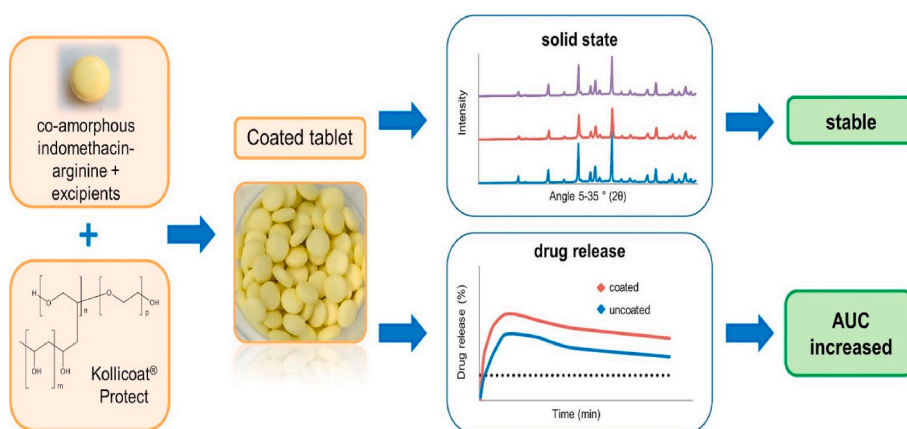 co-amorphous
indomethacin-
arginine +
excipients
+
H
O
n
O
OH
p
OH
OH
m
Kollicoat®
Protect
Coated tablet
solid state
Intensity
Angle 5-35 ° (2θ)
stable
drug release
coated
uncoated
Drug release (%)
Time (min)
AUC
increased